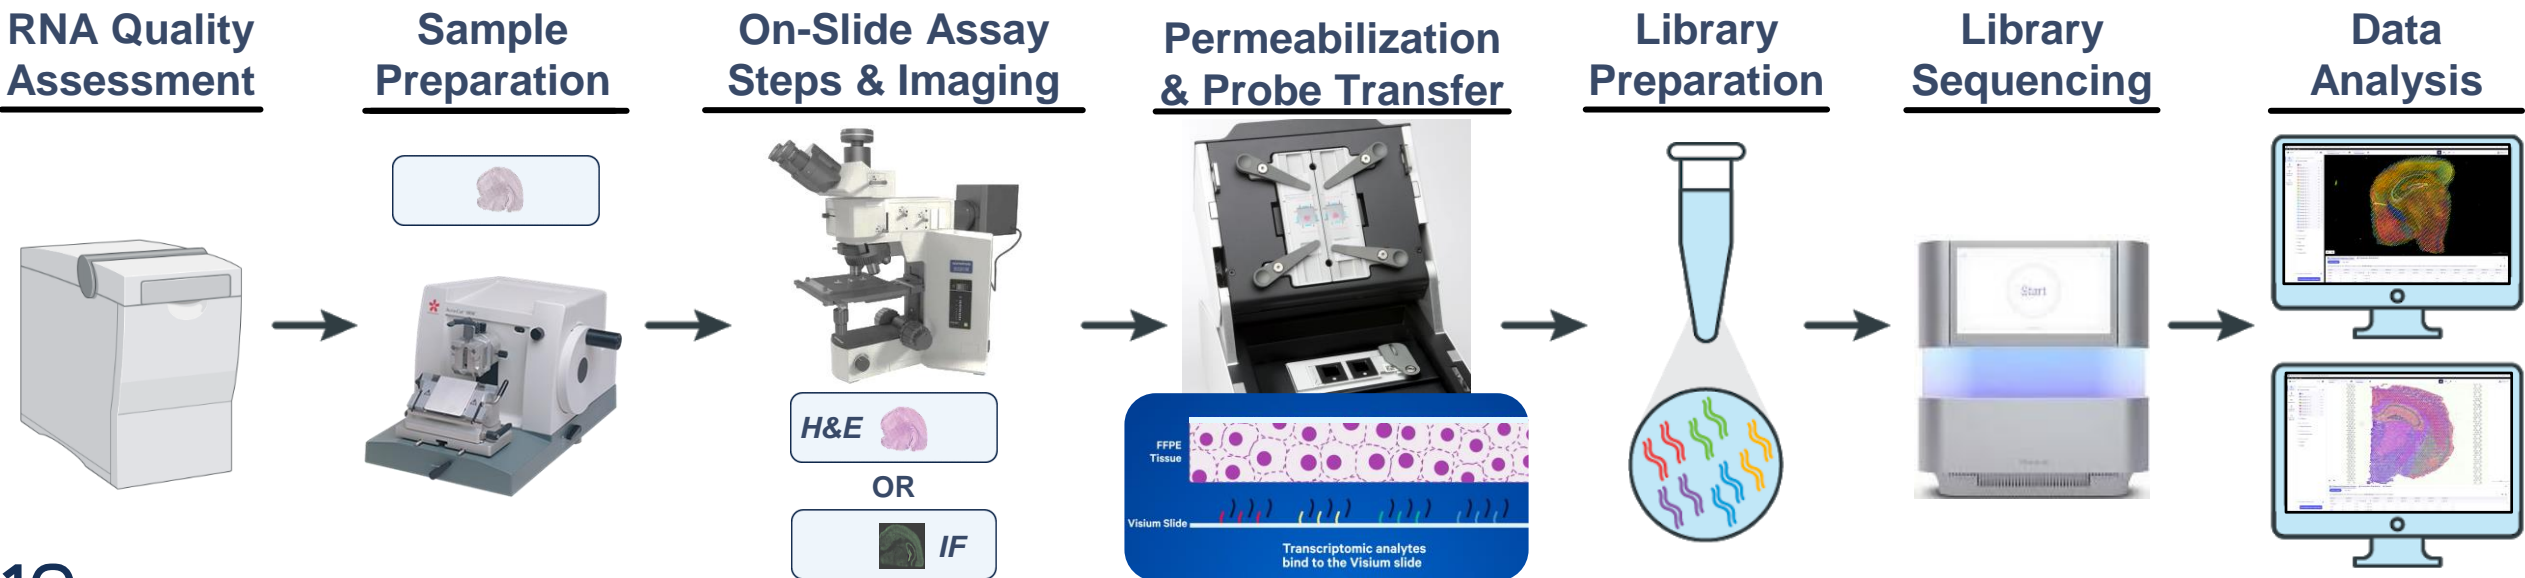 RNA Quality
Assessment
Sample
Preparation
On-Slide Assay
Steps & Imaging
Permeabilization
& Probe Transfer
Library
Preparation
Library
Sequencing
Data
Analysis
H&E
OR
IF
FFPE
Tissue
Visium Slide
Transcriptomic analytes
bind to the Visium slide
Start